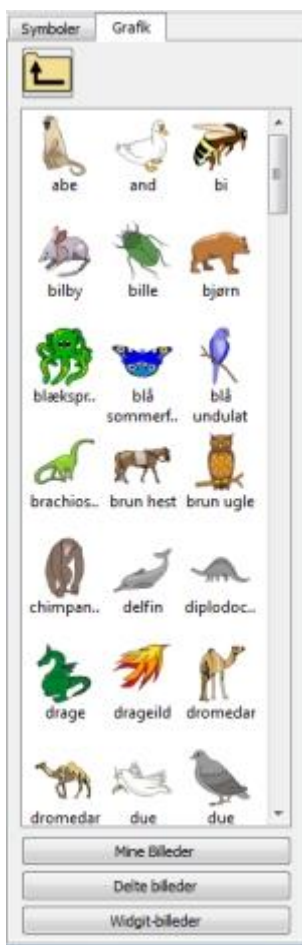 Symboler Grafik
abe and bi
bilby bille bjørn
blækspr.. blå sommerf.. blå undulat
brachios.. brun hest brun ugle
chimpan.. delfin diplodoc..
drage drageild dromedar
dromedar due due
Mine Billeder
Delte billeder
Widgit-billeder